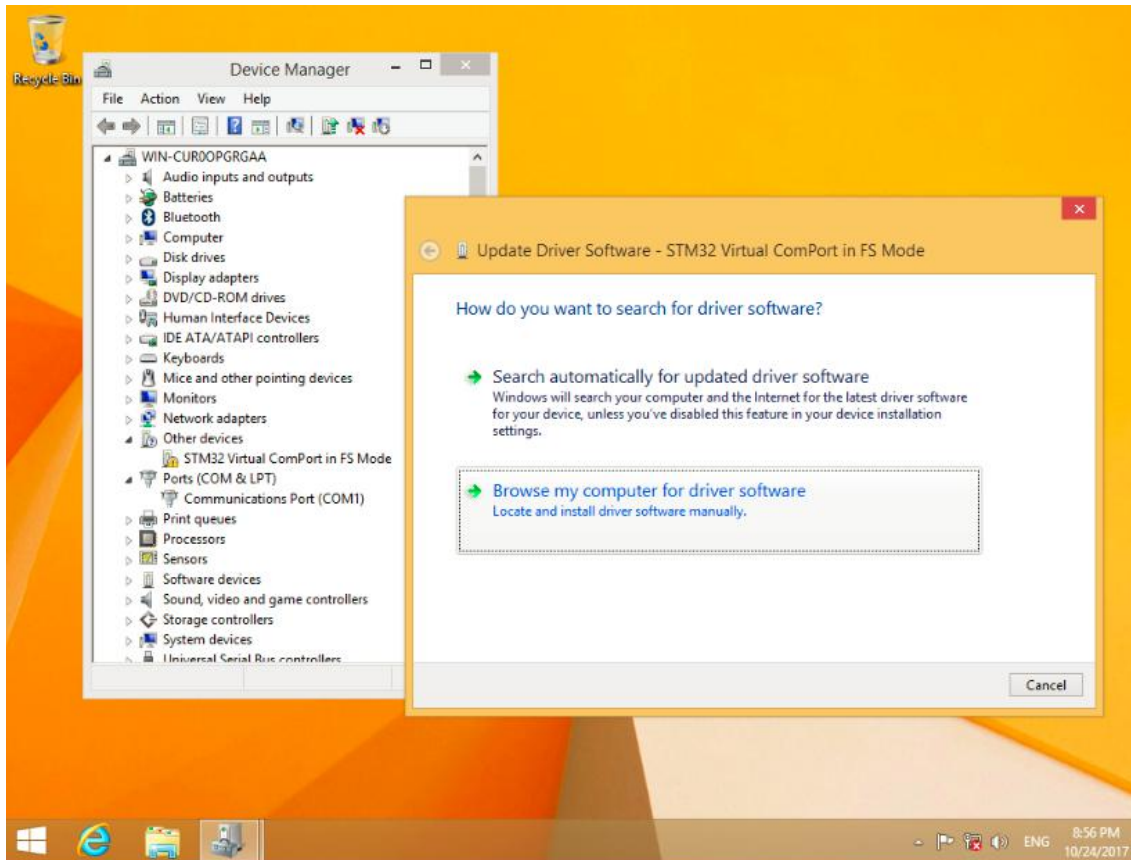 Recycle Bin
Device Manager
File Action View Help
WIN-CUR0OPGRGAA
Audio inputs and outputs
Batteries
Bluetooth
Computer
Disk drives
Display adapters
DVD/CD-ROM drives
Human Interface Devices
IDE ATA/ATAPI controllers
Keyboards
Mice and other pointing devices
Monitors
Network adapters
Other devices
STM32 Virtual ComPort in FS Mode
Ports (COM & LPT)
Communications Port (COM1)
Print queues
Processors
Sensors
Software devices
Sound, video and game controllers
Storage controllers
System devices
Universal Serial Bus controllers
Update Driver Software - STM32 Virtual ComPort in FS Mode
How do you want to search for driver software?
Search automatically for updated driver software
Windows will search your computer and the Internet for the latest driver software
for your device, unless you've disabled this feature in your device installation
settings.
Browse my computer for driver software
Locate and install driver software manually.
Cancel
ENG
8:56 PM
10/24/2017